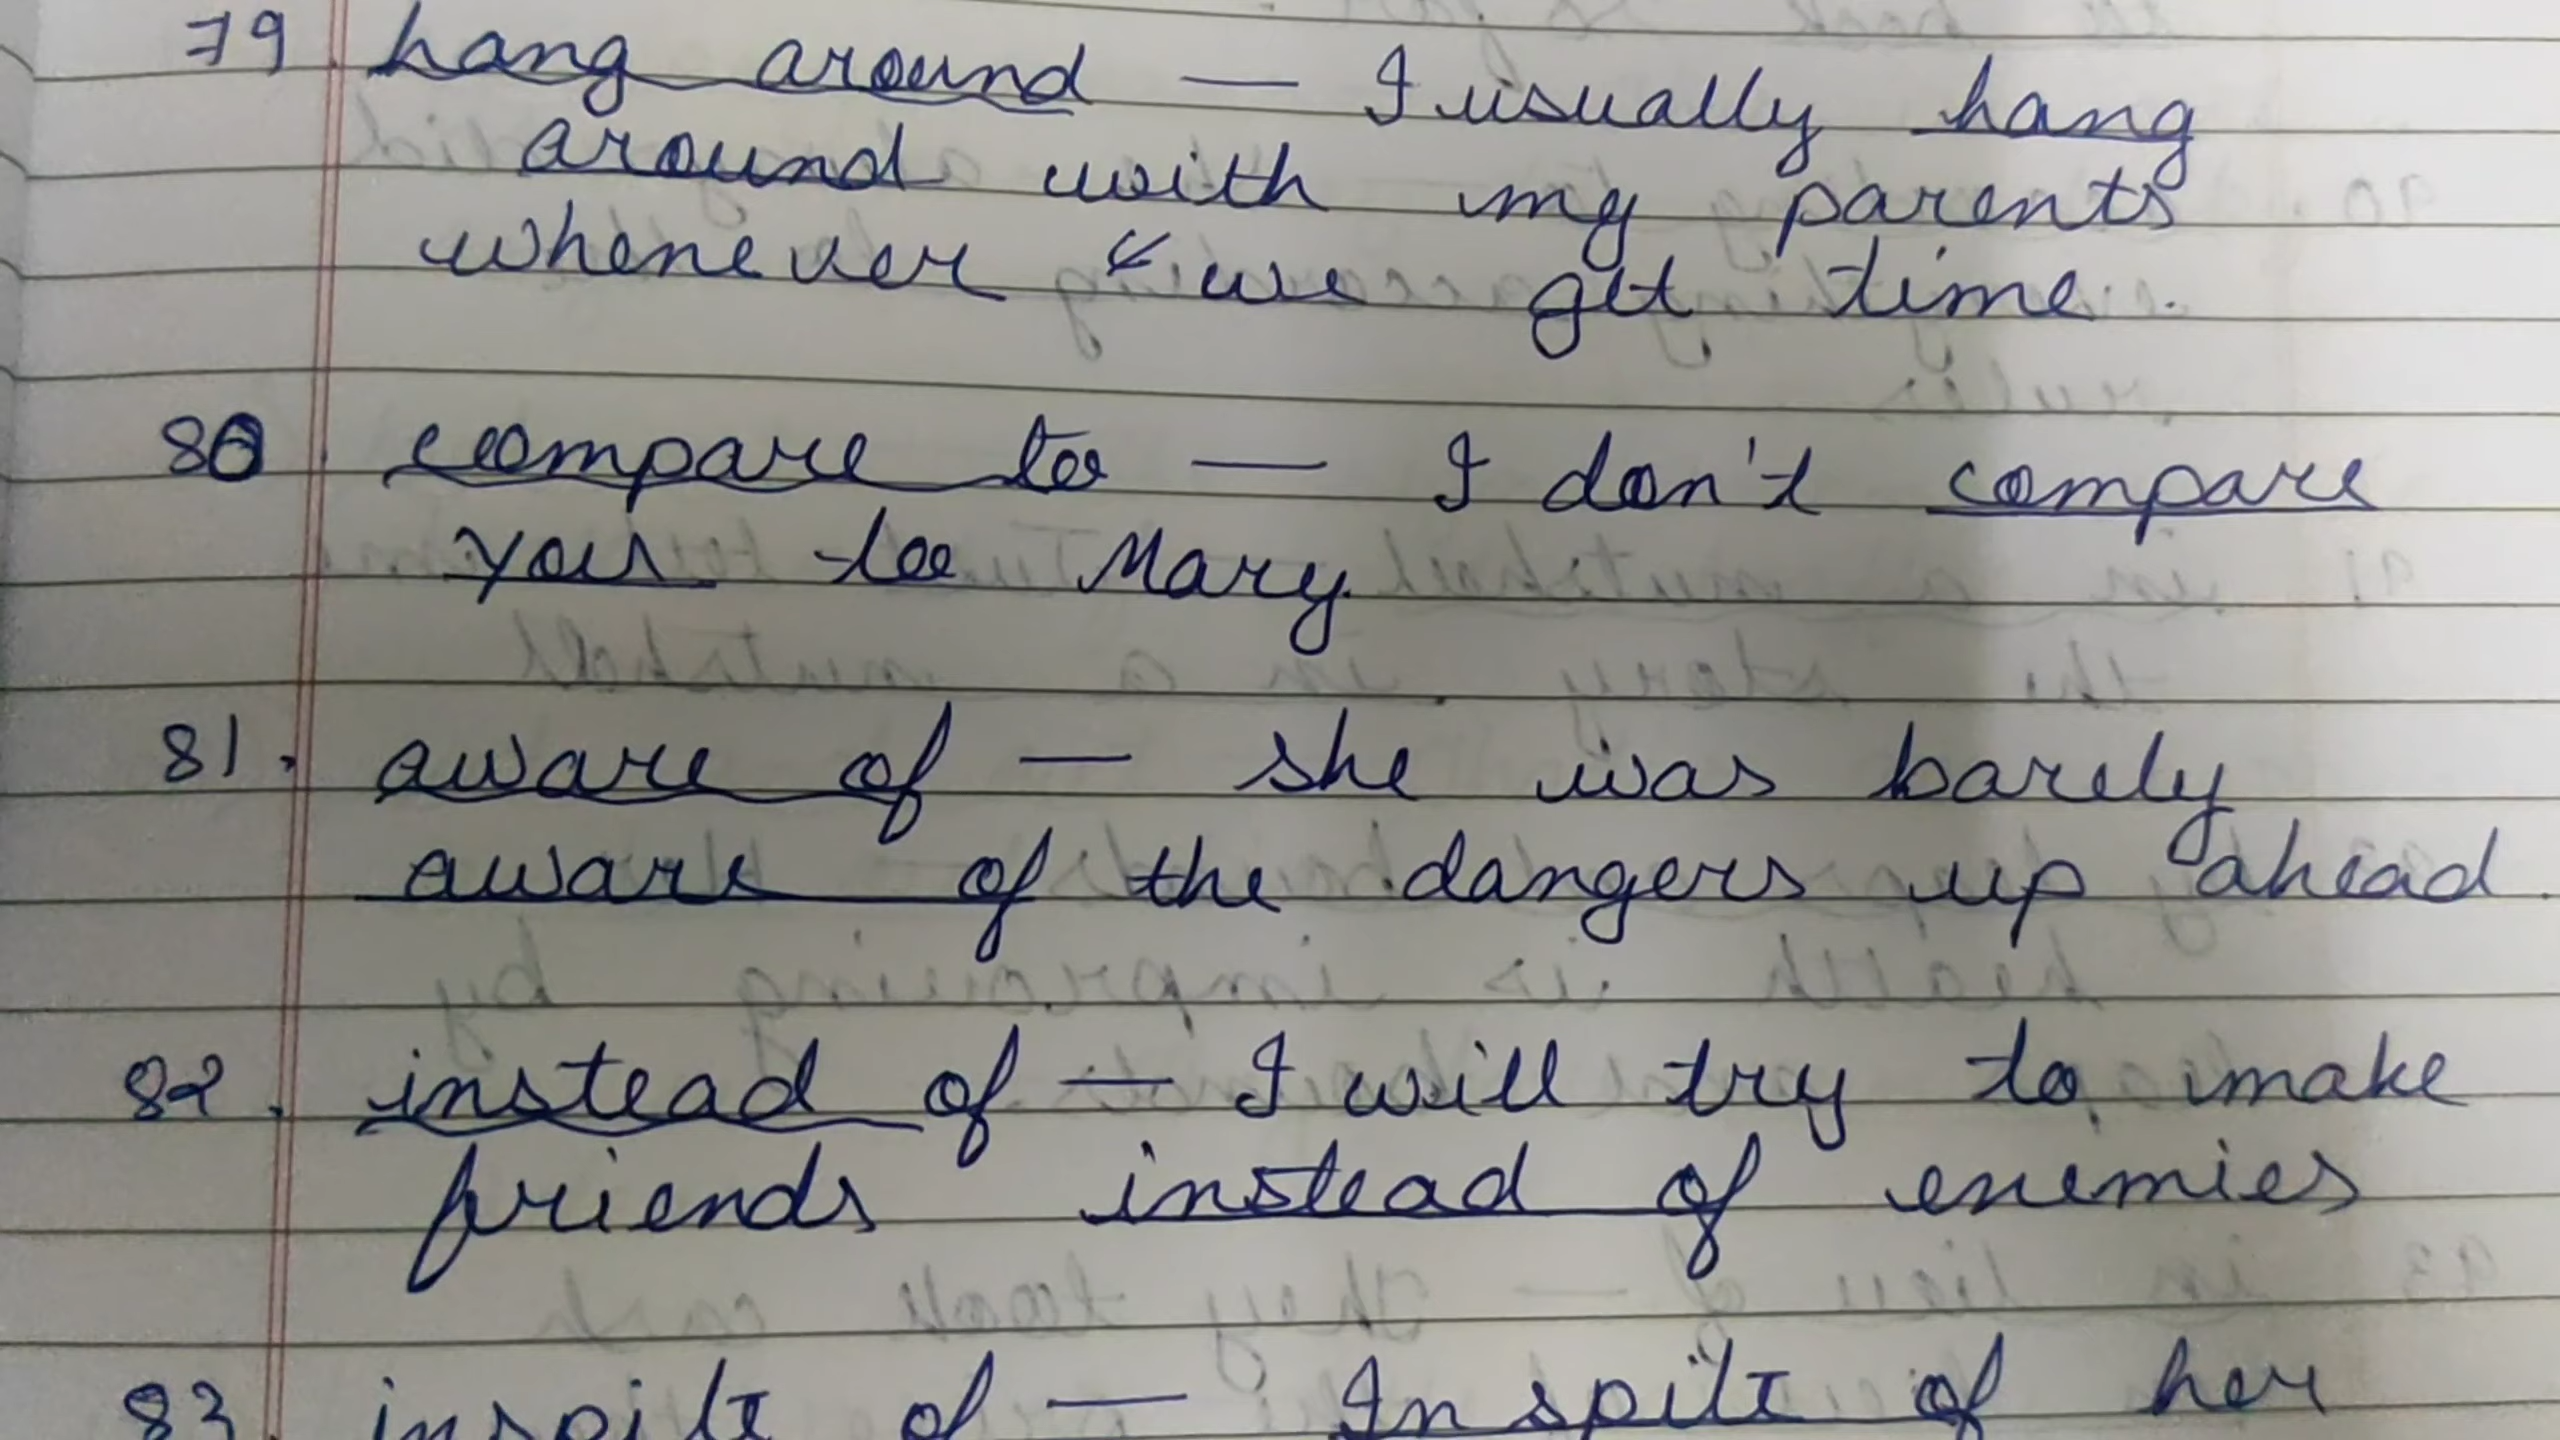 79 hang around — I usually hang
around with my parents
whenever we get time.
80 compare to — I don't compare
you to Mary.
81. aware of — she was barely
aware of the dangers up ahead.
82. instead of — I will try to make
friends instead of enemies
83. inspite of — In spite of her